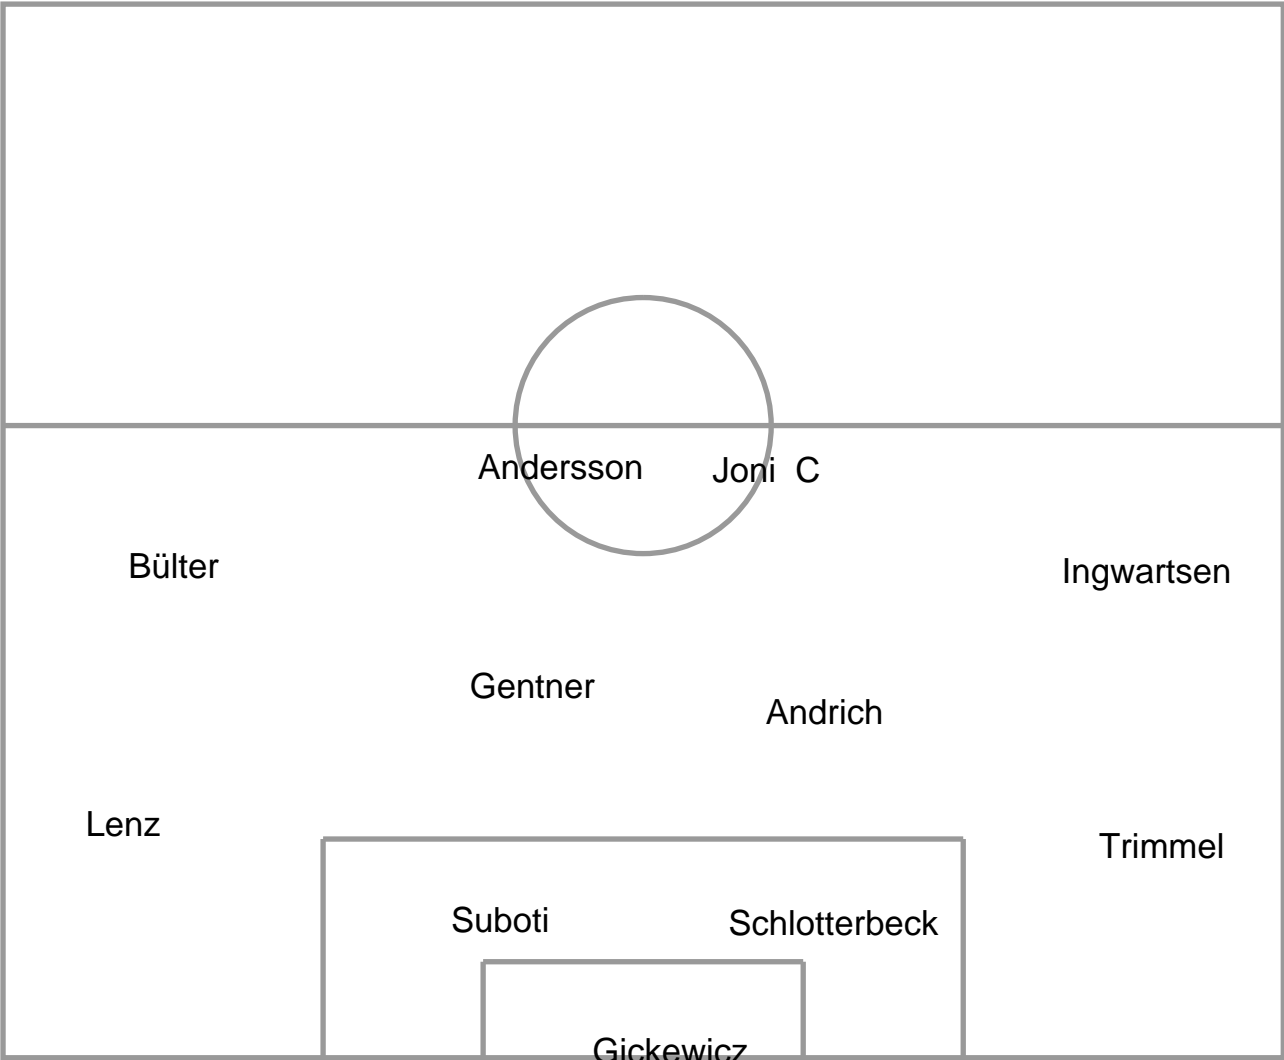 Andersson
Joni  C
Bülter
Ingwartsen
Gentner
Andrich
Lenz
Trimmel
Suboti
Schlotterbeck
Gickewicz